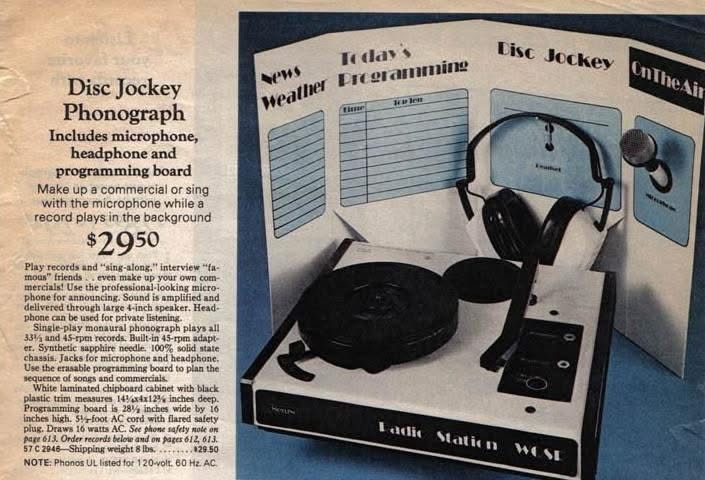 Disc Jockey
Phonograph
Includes microphone,
headphone and
programming board
Make up a commercial or sing
with the microphone while a
record plays in the background
$29 50
Play records and "sing-along," interview "fa-
mous" friends . . even make up your own com-
mercials! Use the professional-looking micro-
phone for announcing. Sound is amplified and
delivered through large 4-inch speaker. Head-
phone can be used for private listening.
Single-play monaural phonograph plays all
33⅓ and 45-rpm records. Built-in 45-rpm adapt-
er. Synthetic sapphire needle. 100% solid state
chassis. Jacks for microphone and headphone.
Use the erasable programming board to plan the
sequence of songs and commercials.
White laminated chipboard cabinet with black
plastic trim measures inches deep.
Programming board is 28½ inches wide by 16
inches high. 5½-foot AC cord with flared safety
plug. Draws 16 watts AC. See phone safety note on
page 613. Order records below and on pages 612, 613.
57 C 2946—Shipping weight 8 lbs. ........$29.50
NOTE: Phonos UL listed for 120-volt, 60 Hz. AC.
News
Weather
Today's
Programming
Time
Top Ten
Disc Jockey
Headset
OnTheAir
Microphone
Radio Station WCSR